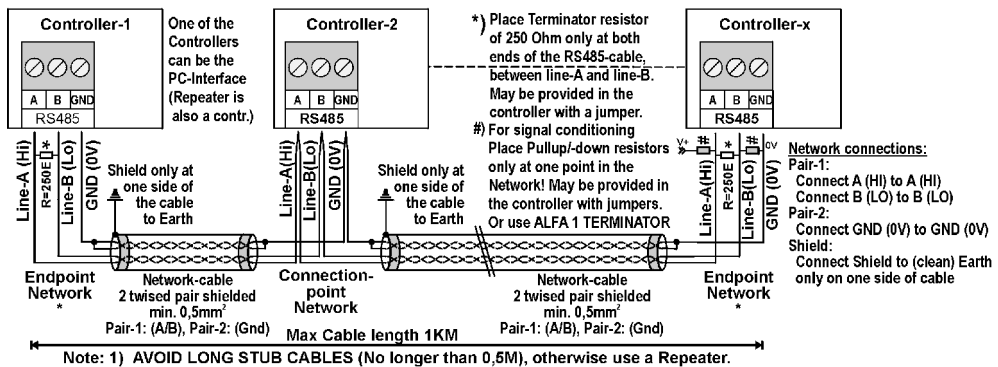 Controller-1
One of the
Controllers
can be the
PC-Interface
(Repeater is
also a contr.)
A B GND
RS485
Line-A (Hi)
R=250E *
Line-B (Lo)
GND (0V)
Shield only at
one side of
the cable
to Earth
Endpoint
Network
*
Network-cable
2 twised pair shielded
min. 0,5mm²
Pair-1: (A/B), Pair-2: (Gnd)
Controller-2
A B GND
RS485
Line-A(Hi)
Line-B(Lo)
GND (0V)
Connection-
point
Network
Shield only at
one side of
the cable
to Earth
*) Place Terminator resistor
of 250 Ohm only at both
ends of the RS485-cable,
between line-A and line-B.
May be provided in the
controller with a jumper.
#) For signal conditioning
Place Pullup/-down resistors
only at one point in the
Network! May be provided in
the controller with jumpers.
Or use ALFA 1 TERMINATOR
Network-cable
2 twised pair shielded
min. 0,5mm²
Pair-1: (A/B), Pair-2: (Gnd)
Controller-x
A B GND
RS485
V+ # * # 0V
Line-A(Hi)
R=250E
Line-B(Lo)
GND (0V)
Endpoint
Network
*
Network connections:
Pair-1:
Connect A (HI) to A (HI)
Connect B (LO) to B (LO)
Pair-2:
Connect GND (0V) to GND (0V)
Shield:
Connect Shield to (clean) Earth
only on one side of cable
Max Cable length 1KM
Note: 1) AVOID LONG STUB CABLES (No longer than 0,5M), otherwise use a Repeater.